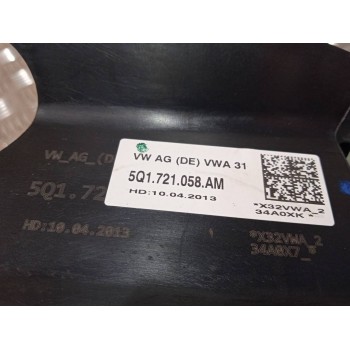 VW AG (DE) VWA 31
5Q1.721.058.AM
HD:10.04.2013
*X32VWA_2
34A0XK *
VW_AG_(D
5Q1.72
HD:10.04.2013
*X32VWA_2
34A0X7_*